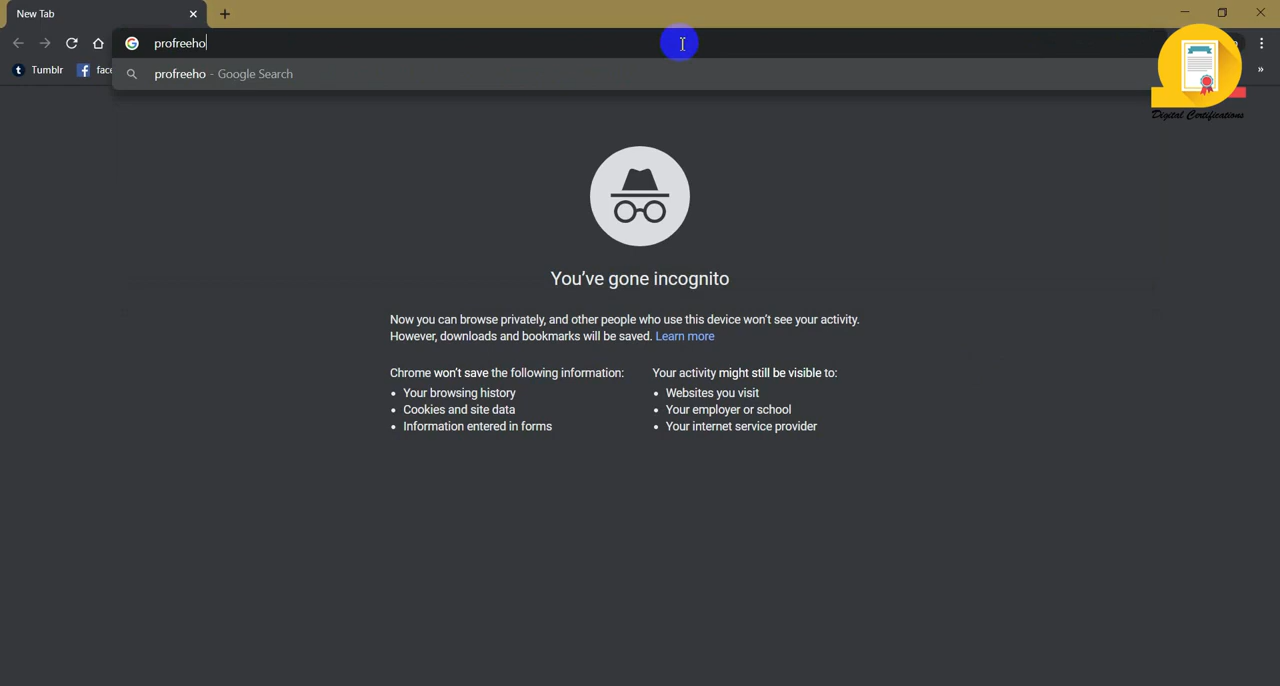 New Tab
profreeho
Tumblr
profreeho - Google Search
»
Digital Certifications
You've gone incognito
Now you can browse privately, and other people who use this device won't see your activity.
However, downloads and bookmarks will be saved. Learn more
Chrome won't save the following information:
• Your browsing history
• Cookies and site data
• Information entered in forms
Your activity might still be visible to:
• Websites you visit
• Your employer or school
• Your internet service provider